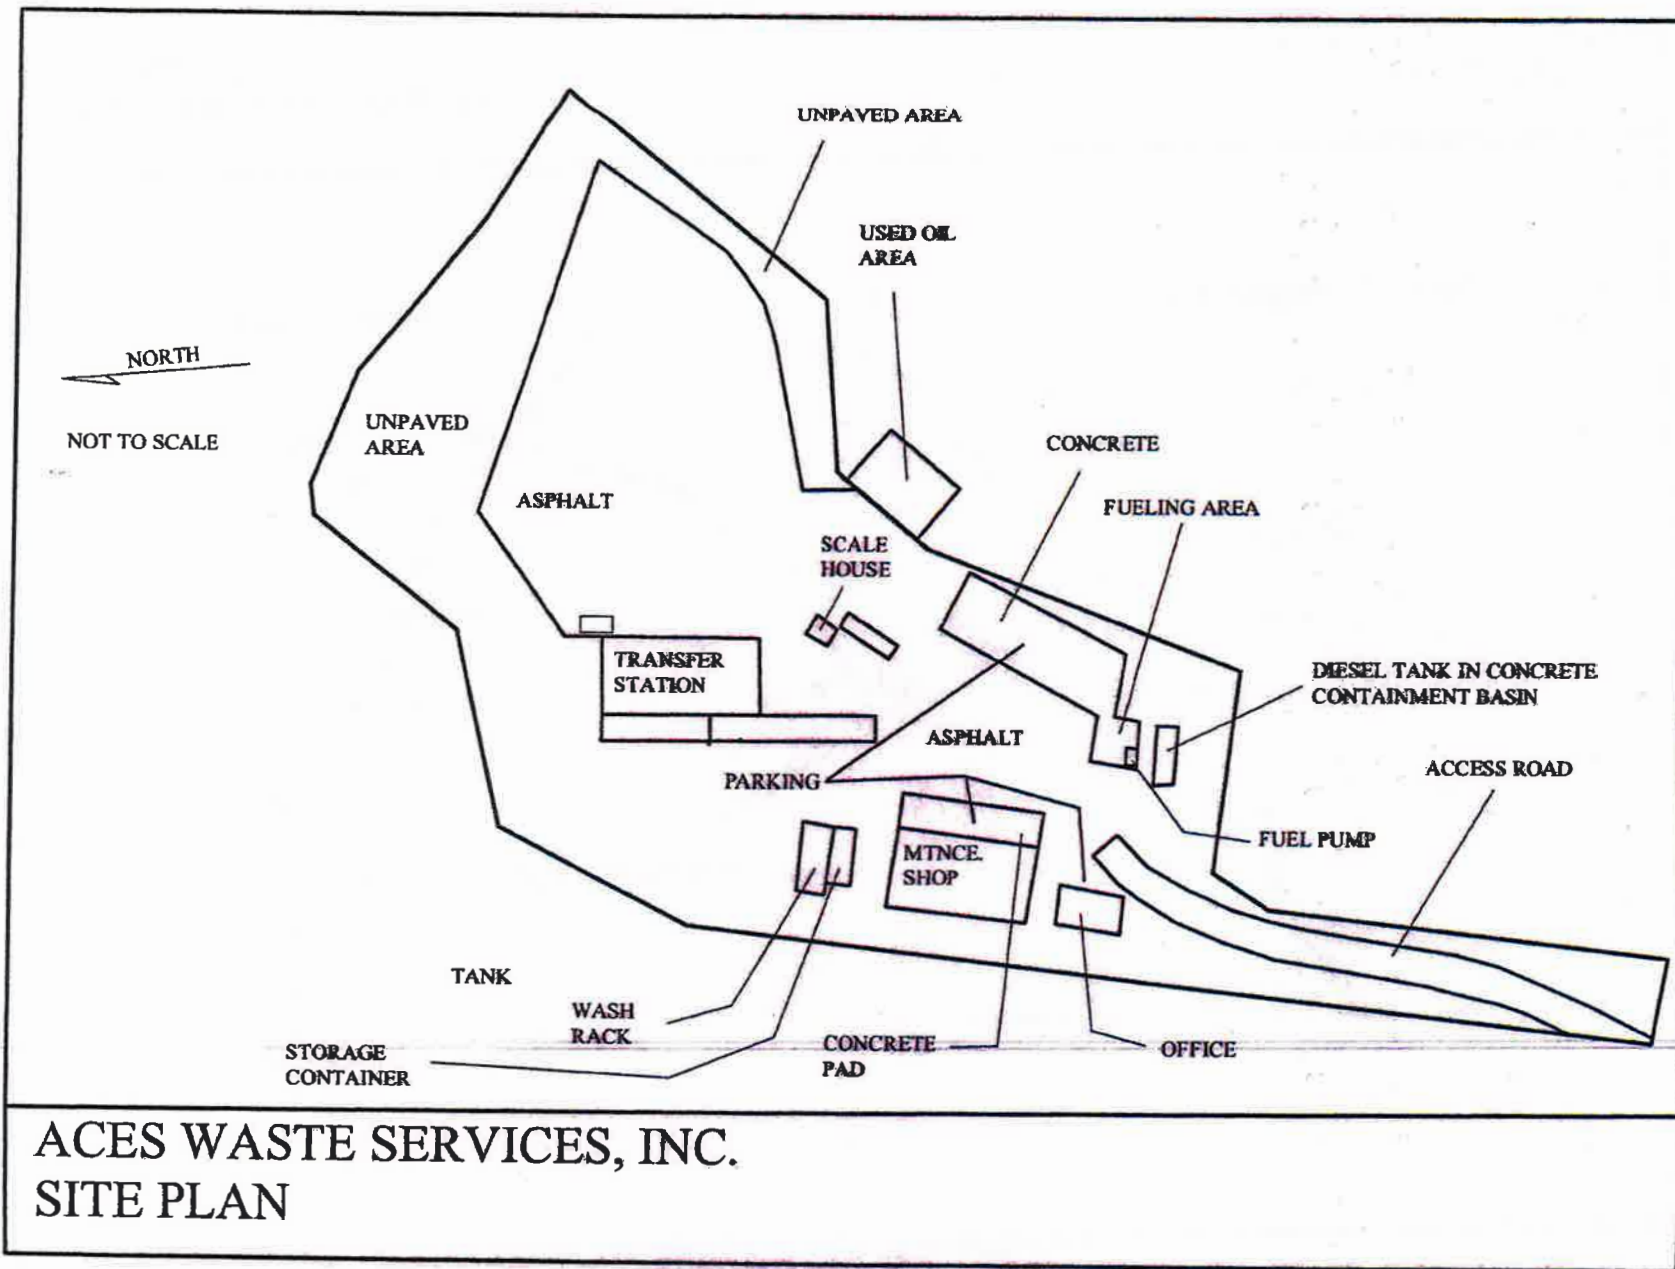 UNPAVED AREA
USED OIL
AREA
NORTH
NOT TO SCALE
UNPAVED
AREA
CONCRETE
ASPHALT
FUELING AREA
SCALE
HOUSE
TRANSFER
STATION
DIESEL TANK IN CONCRETE
CONTAINMENT BASIN
ASPHALT
ACCESS ROAD
PARKING
FUEL PUMP
MTNCE.
SHOP
TANK
WASH
RACK
STORAGE
CONTAINER
CONCRETE
PAD
OFFICE
ACES WASTE SERVICES, INC.
SITE PLAN